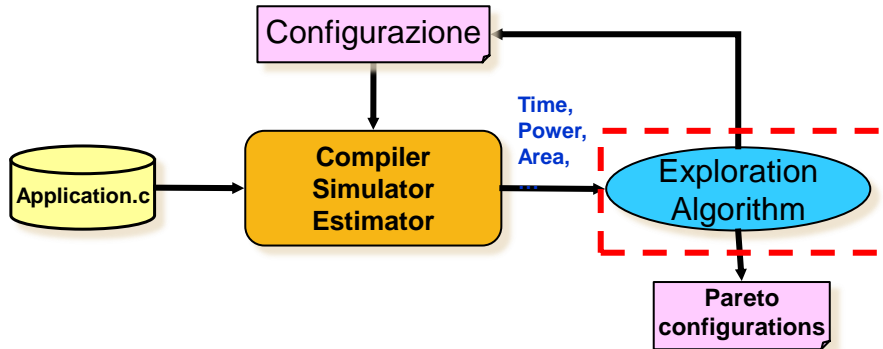 Configurazione
Time,
Power,
Area,
...
Application.c
Compiler
Simulator
Estimator
Exploration
Algorithm
Pareto
configurations